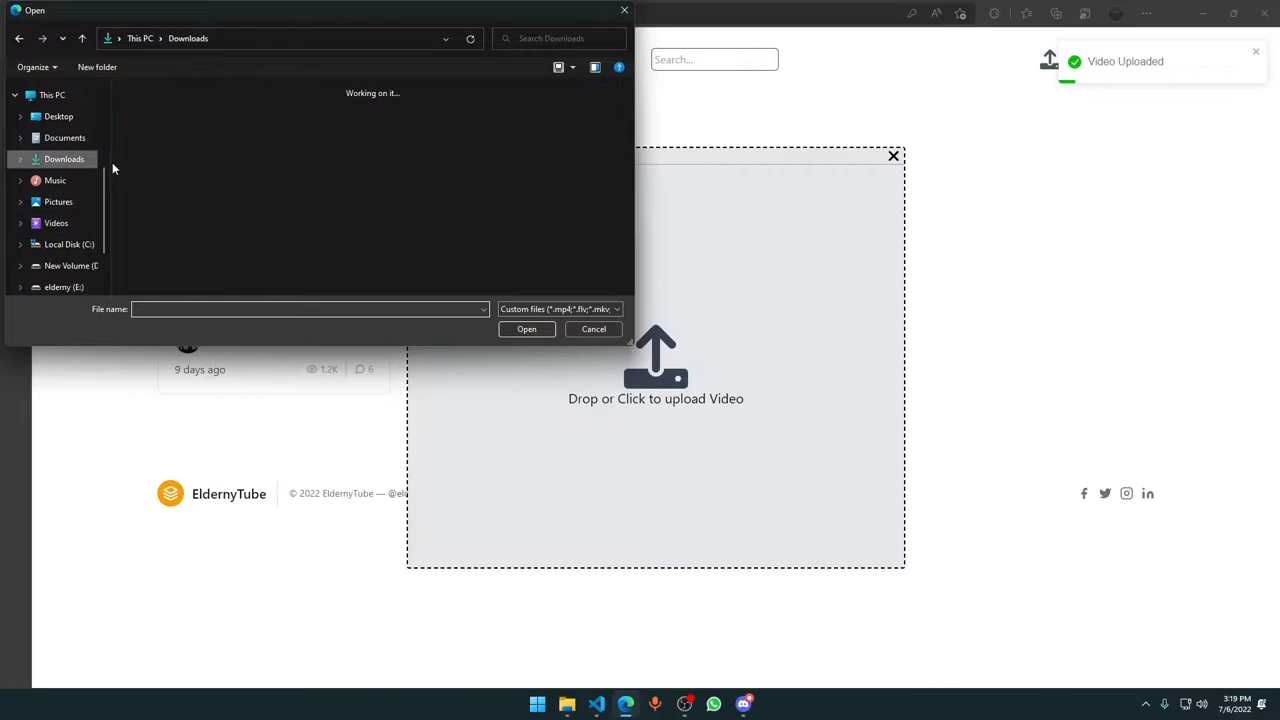 Open
This PC
Downloads
Search Downloads
Search...
Video Uploaded
Organize
New folder
Working on it...
This PC
Desktop
Documents
Downloads
Music
Pictures
Videos
Local Disk (C:)
New Volume (D
elderny (E:)
File name:
Custom files (*.mp4;*.flv;*.mkv;
Open
Cancel
9 days ago
1.2K
6
Drop or Click to upload Video
EldernyTube
© 2022 EldernyTube — @eld
3:19 PM
7/6/2022